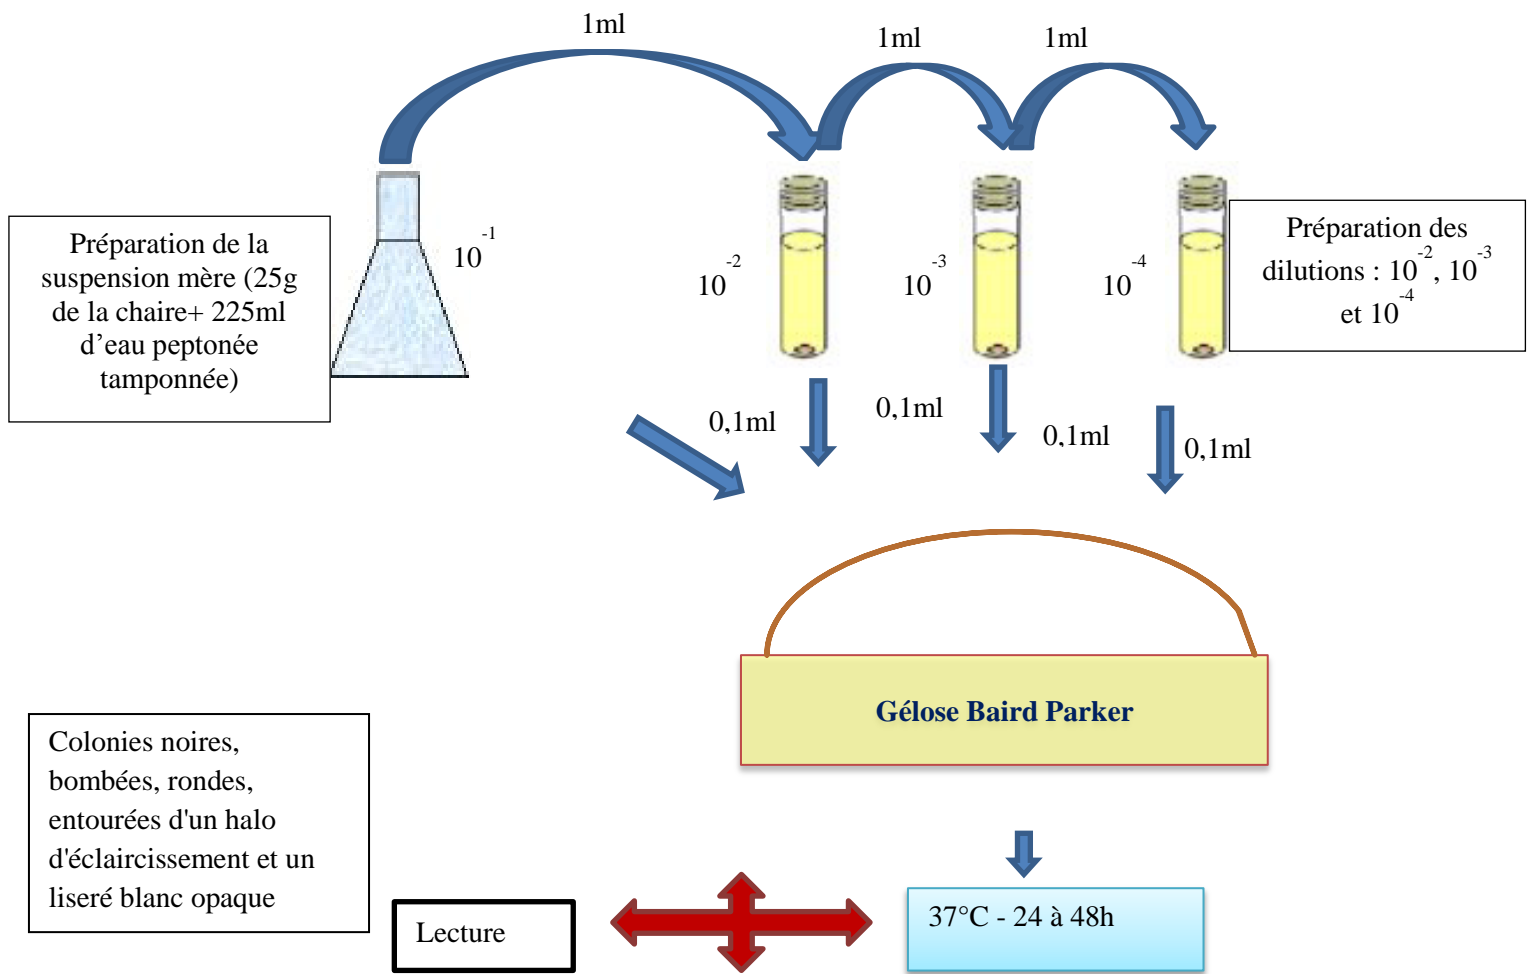 1ml
1ml
1ml
Préparation de la
suspension mère (25g
de la chaire+ 225ml
d’eau peptonée
tamponnée)
10⁻¹
10⁻²
10⁻³
10⁻⁴
Préparation des
dilutions : 10⁻², 10⁻³
et 10⁻⁴
0,1ml
0,1ml
0,1ml
0,1ml
Gélose Baird Parker
Colonies noires,
bombées, rondes,
entourées d'un halo
d'éclaircissement et un
liseré blanc opaque
Lecture
37°C - 24 à 48h